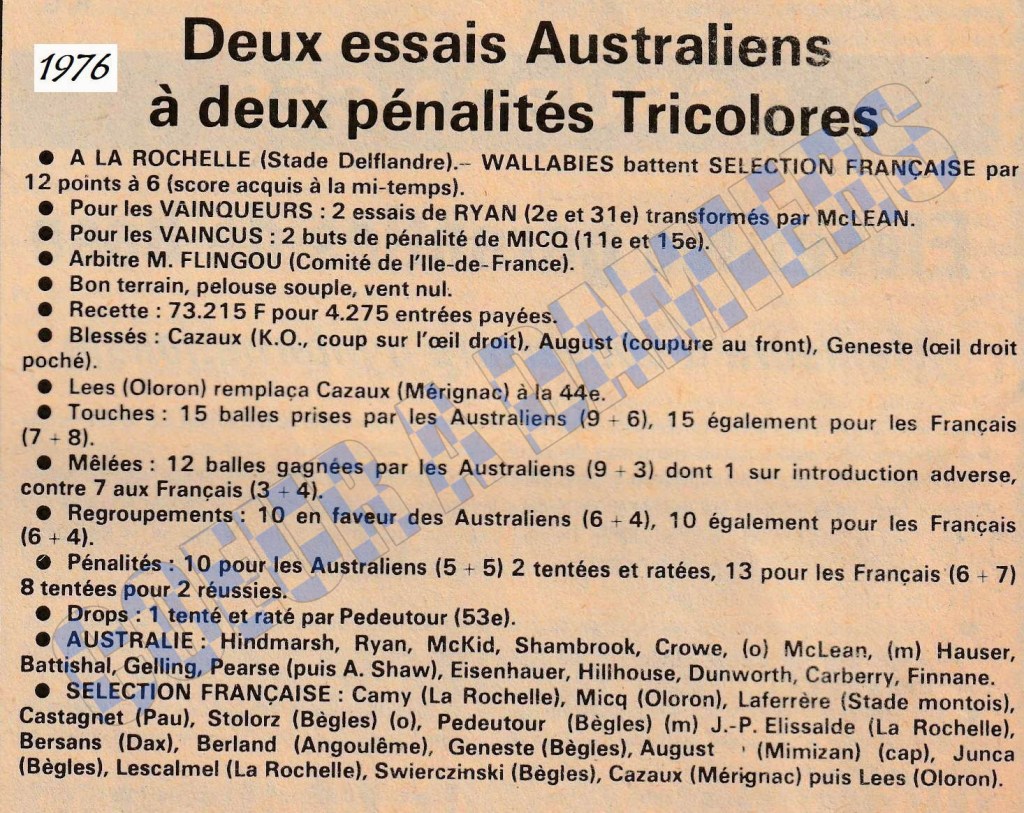 Deux essais Australiens
1976
à deux pénalités Tricolores
● A LA ROCHELLE (Stade Delflandre).– WALLABIES battent SELECTION FRANÇAISE par
12 points à 6 (score acquis à la mi-temps).
● Pour les VAINQUEURS : 2 essais de RYAN (2e et 31e) transformés par McLEAN.
● Pour les VAINCUS : 2 buts de pénalité de MICQ (11e et 15e).
● Arbitre M. FLINGOU (Comité de l'Ile-de-France).
● Bon terrain, pelouse souple, vent nul.
● Recette : 73.215 F pour 4.275 entrées payées.
● Blessés : Cazaux (K.O., coup sur l'œil droit), August (coupure au front), Geneste (œil droit
poché).
● Lees (Oloron) remplaça Cazaux (Mérignac) à la 44e.
● Touches : 15 balles prises par les Australiens (9 + 6), 15 également pour les Français
(7 + 8).
● Mêlées : 12 balles gagnées par les Australiens (9 + 3) dont 1 sur introduction adverse,
contre 7 aux Français (3 + 4).
● Regroupements : 10 en faveur des Australiens (6 + 4), 10 également pour les Français
(6 + 4).
● Pénalités : 10 pour les Australiens (5 + 5) 2 tentées et ratées, 13 pour les Français (6 + 7)
8 tentées pour 2 réussies.
● Drops : 1 tenté et raté par Pedeutour (53e).
● AUSTRALIE : Hindmarsh, Ryan, McKid, Shambrook, Crowe, (o) McLean, (m) Hauser,
Battishal, Gelling, Pearse (puis A. Shaw), Eisenhauer, Hillhouse, Dunworth, Carberry, Finnane.
● SELECTION FRANÇAISE : Camy (La Rochelle), Micq (Oloron), Laferrère (Stade montois),
Castagnet (Pau), Stolorz (Bègles) (o), Pedeutour (Bègles) (m) J.-P. Elissalde (La Rochelle),
Bersans (Dax), Berland (Angoulême), Geneste (Bègles), August (Mimizan) (cap), Junca
(Bègles), Lescalmel (La Rochelle), Swierczinski (Bègles), Cazaux (Mérignac) puis Lees (Oloron).
COEUR A DAMIERS